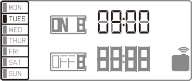 MON
TUES
WED
THUR
FRI
SAT
SUN
ON 8 09:00
OFF 8 88:88